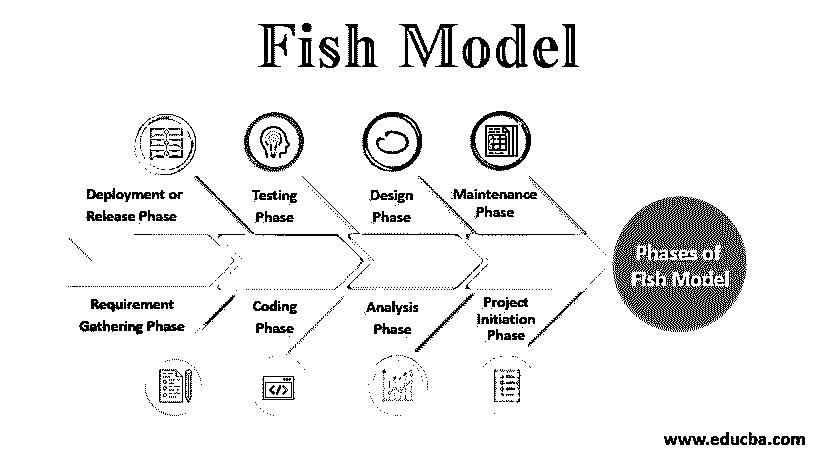 Fish Model
Deployment or
Release Phase
Testing
Phase
Design
Phase
Maintenance
Phase
Phases of
Fish Model
Requirement
Gathering Phase
Coding
Phase
Analysis
Phase
Project
Initiation
Phase
</>
www.educba.com